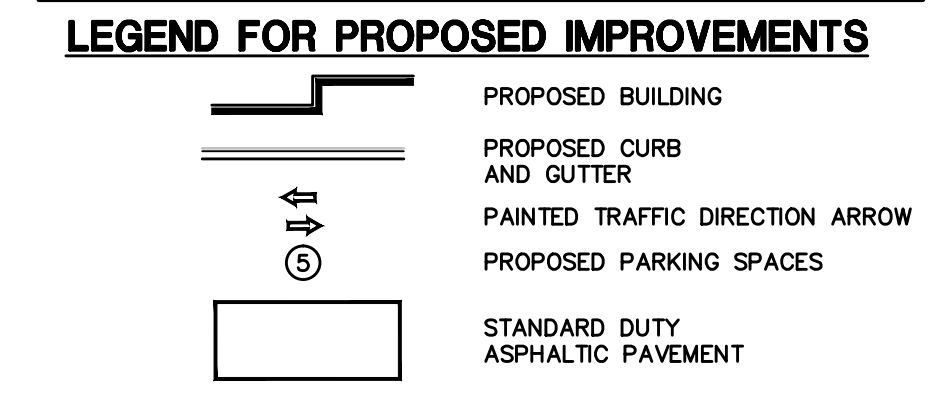 LEGEND FOR PROPOSED IMPROVEMENTS
PROPOSED BUILDING
PROPOSED CURB
AND GUTTER
PAINTED TRAFFIC DIRECTION ARROW
5
PROPOSED PARKING SPACES
STANDARD DUTY
ASPHALTIC PAVEMENT